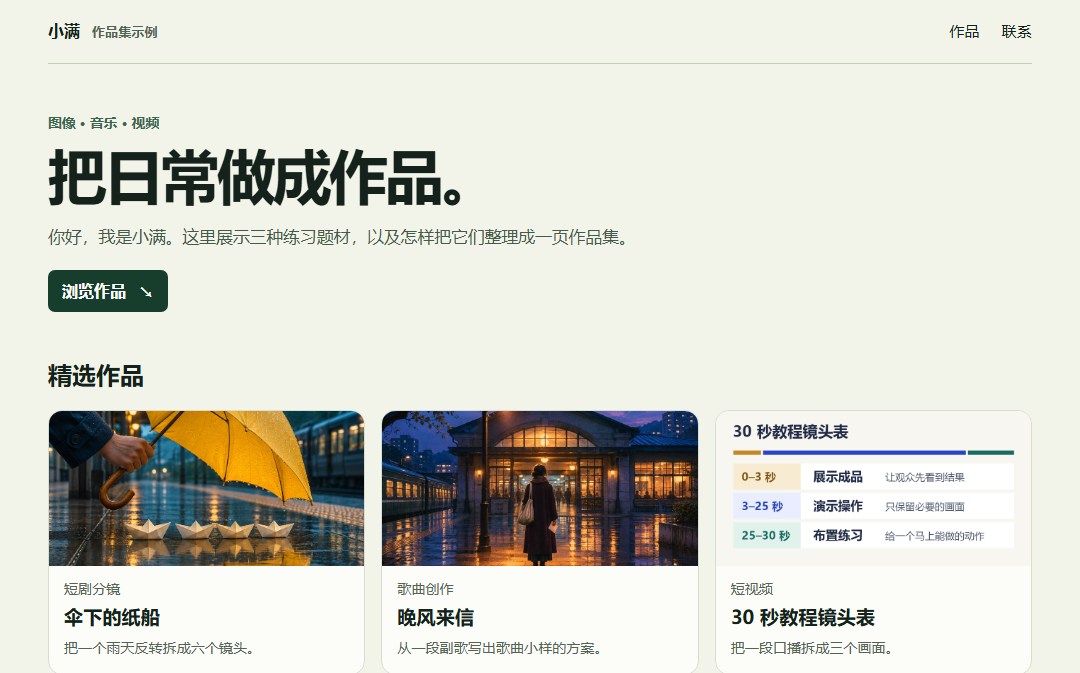 小满 作品集示例
作品 联系
图像 • 音乐 • 视频
把日常做成作品。
你好，我是小满。这里展示三种练习题材，以及怎样把它们整理成一页作品集。
浏览作品 ↘
精选作品
短剧分镜
伞下的纸船
把一个雨天反转拆成六个镜头。
歌曲创作
晚风来信
从一段副歌写出歌曲小样的方案。
30 秒教程镜头表
0–3 秒 展示成品 让观众先看到结果
3–25 秒 演示操作 只保留必要的画面
25–30 秒 布置练习 给一个马上能做的动作
短视频
30 秒教程镜头表
把一段口播拆成三个画面。